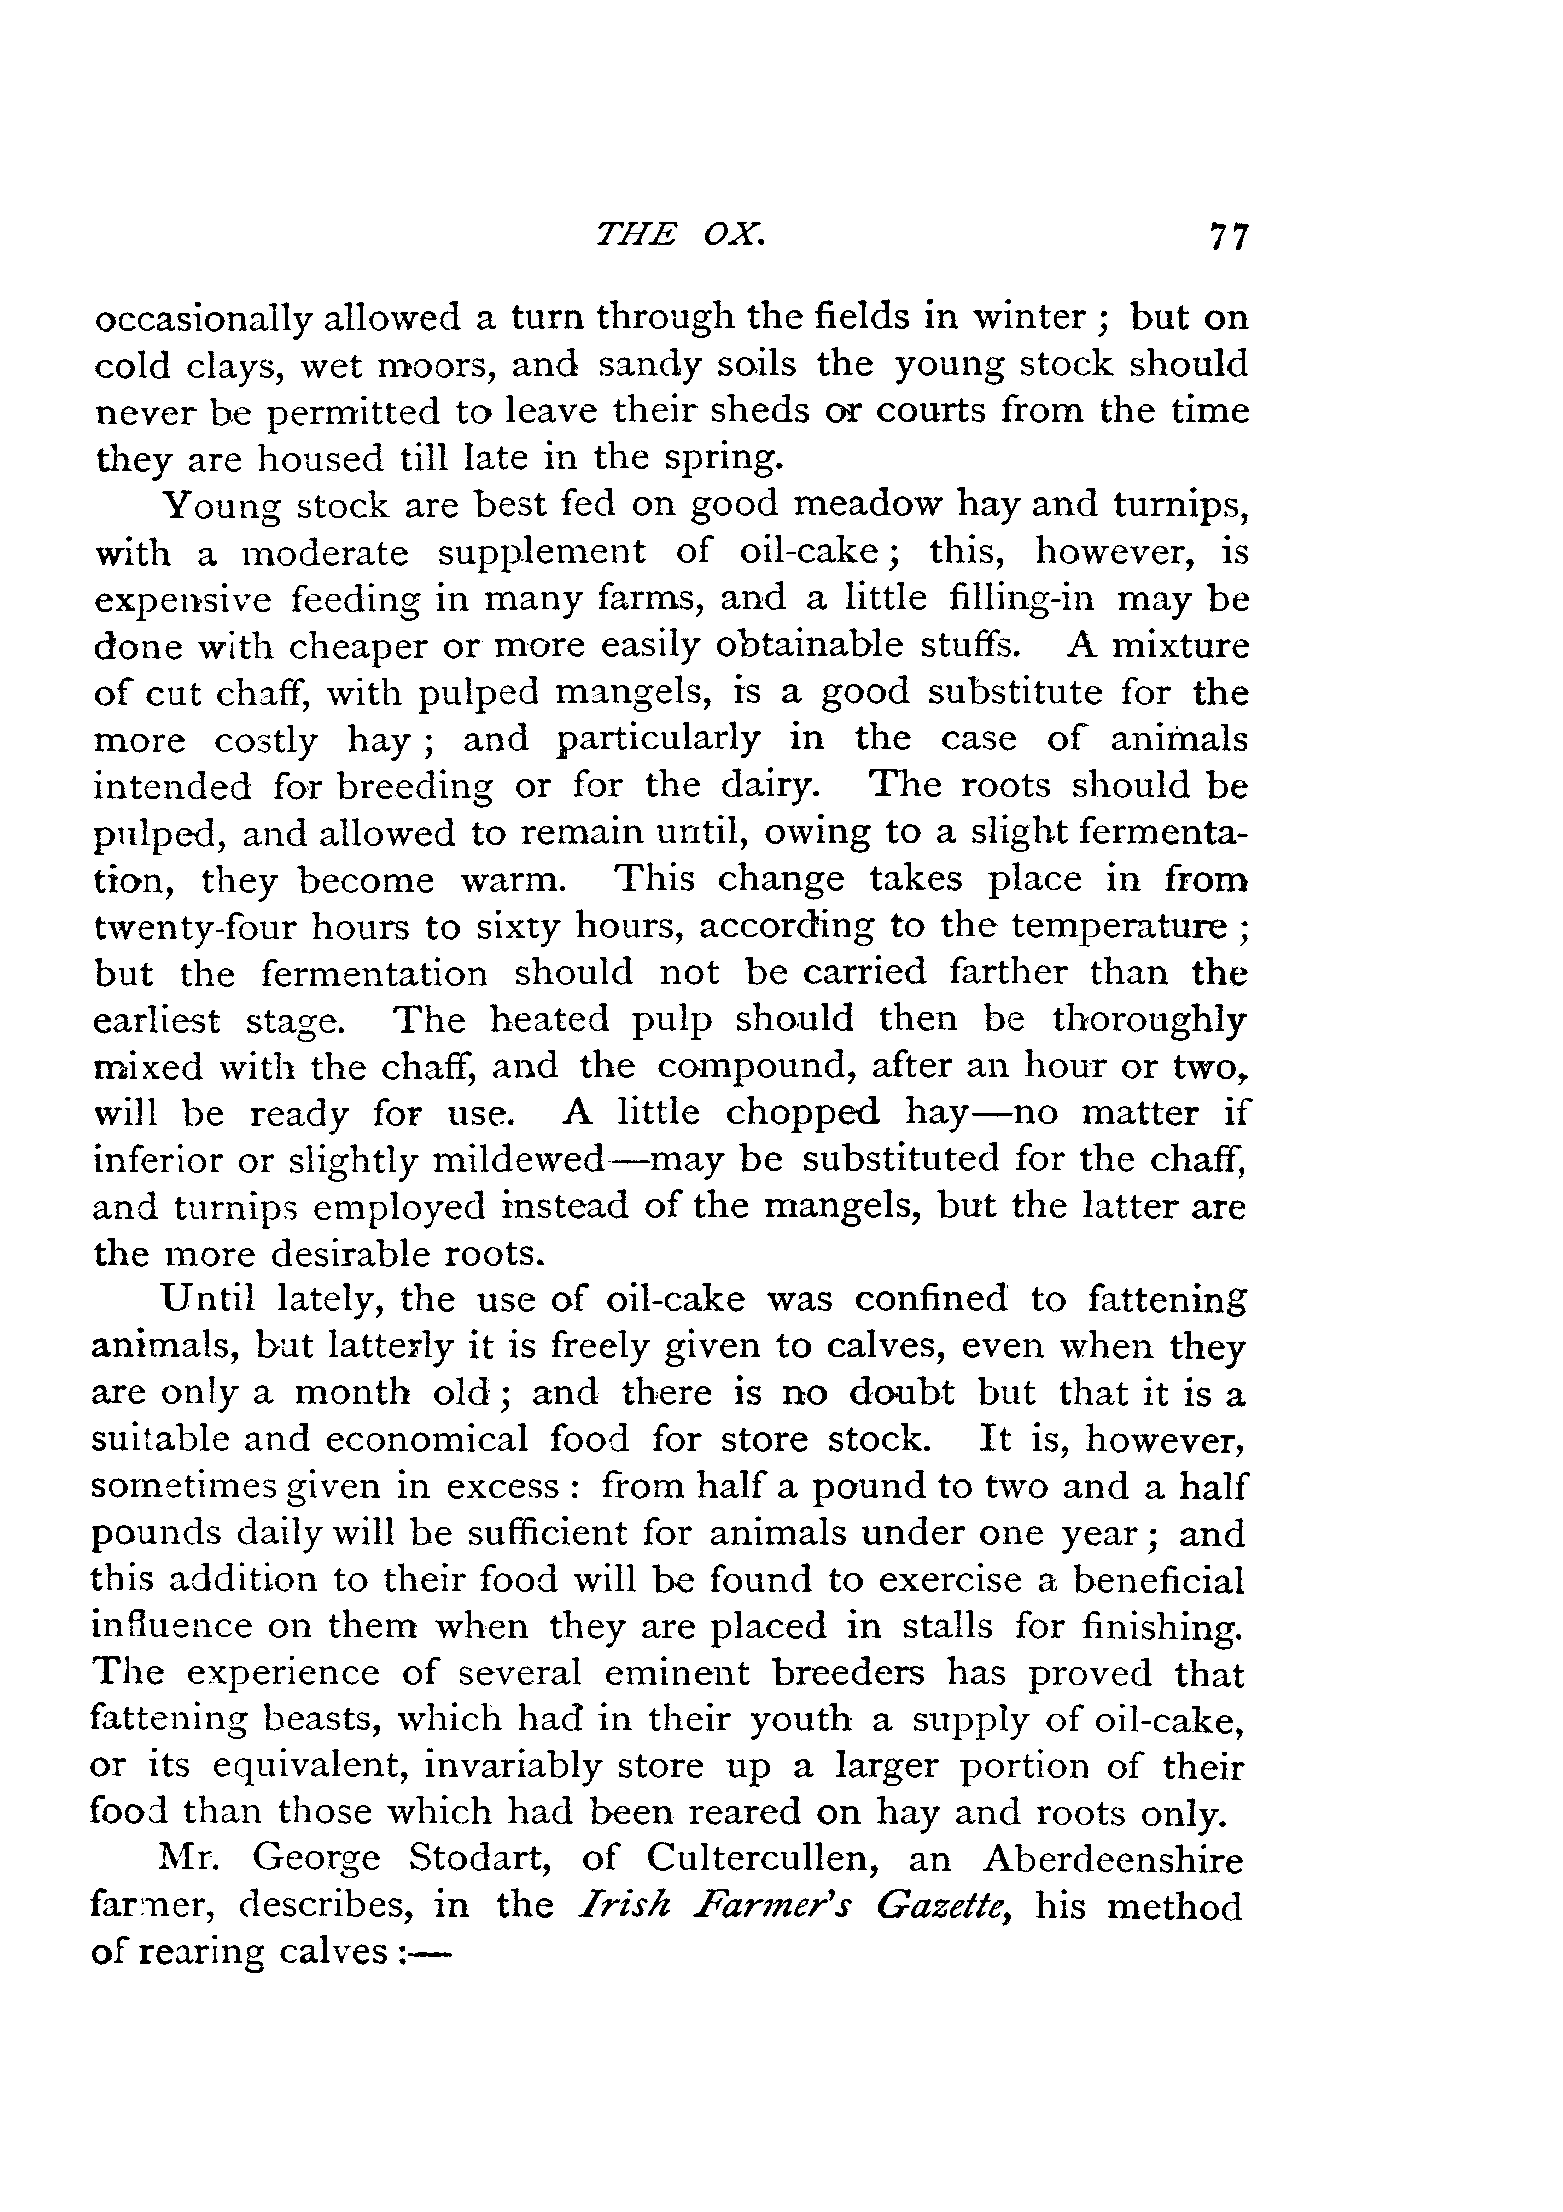 THE OX. 77
occasionally allowed a turn through the fields in winter ; but on
cold clays, wet moors, and sandy soils the young stock should
never be permitted to leave their sheds or courts from the time
they are housed till late in the spring.
Young stock are best fed on good meadow hay and turnips,
with a moderate supplement of oil-cake ; this, however, is
expensive feeding in many farms, and a little filling-in may be
done with cheaper or more easily obtainable stuffs. A mixture
of cut chaff, with pulped mangels, is a good substitute for the
more costly hay ; and particularly in the case of animals
intended for breeding or for the dairy. The roots should be
pulped, and allowed to remain until, owing to a slight fermenta-
tion, they become warm. This change takes place in from
twenty-four hours to sixty hours, according to the temperature ;
but the fermentation should not be carried farther than the
earliest stage. The heated pulp should then be thoroughly
mixed with the chaff, and the compound, after an hour or two,
will be ready for use. A little chopped hay—no matter if
inferior or slightly mildewed—may be substituted for the chaff,
and turnips employed instead of the mangels, but the latter are
the more desirable roots.
Until lately, the use of oil-cake was confined to fattening
animals, but latterly it is freely given to calves, even when they
are only a month old ; and there is no doubt but that it is a
suitable and economical food for store stock. It is, however,
sometimes given in excess : from half a pound to two and a half
pounds daily will be sufficient for animals under one year ; and
this addition to their food will be found to exercise a beneficial
influence on them when they are placed in stalls for finishing.
The experience of several eminent breeders has proved that
fattening beasts, which had in their youth a supply of oil-cake,
or its equivalent, invariably store up a larger portion of their
food than those which had been reared on hay and roots only.
Mr. George Stodart, of Cultercullen, an Aberdeenshire
farmer, describes, in the Irish Farmer's Gazette, his method
of rearing calves :—